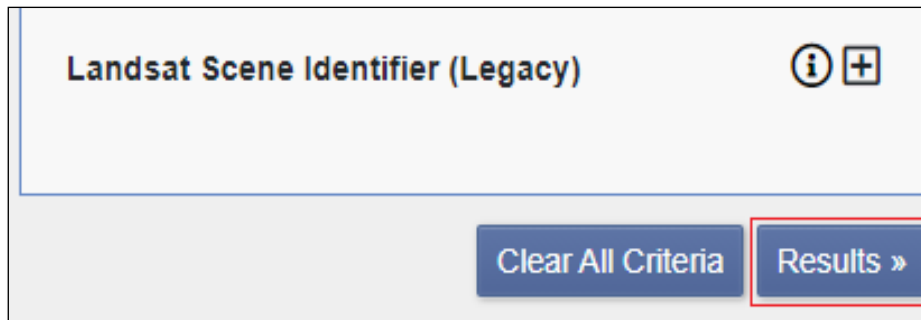 Landsat Scene Identifier (Legacy)
Clear All Criteria
Results »